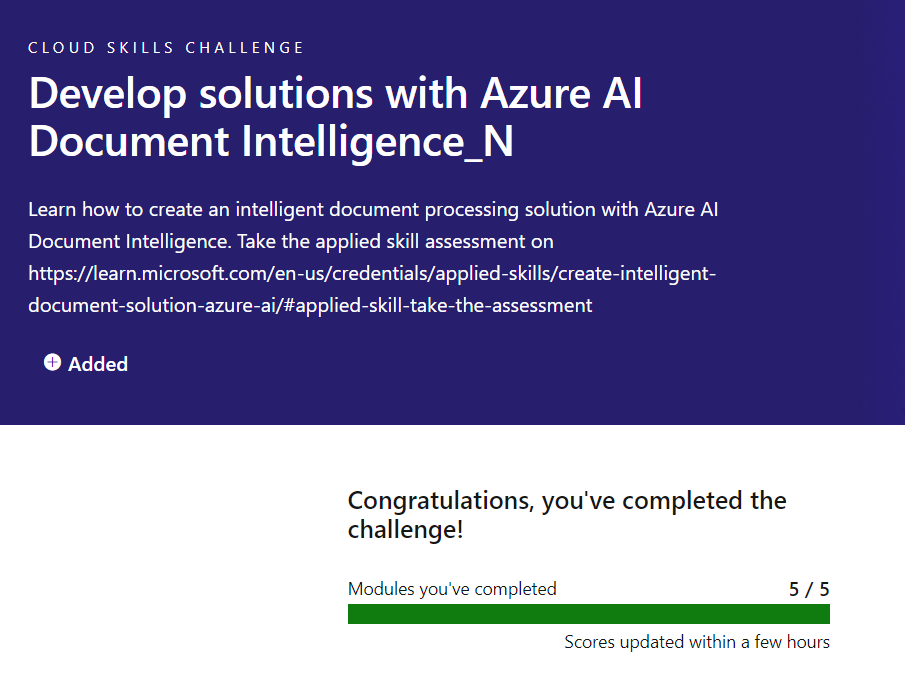 CLOUD SKILLS CHALLENGE
Develop solutions with Azure AI
Document Intelligence_N
Learn how to create an intelligent document processing solution with Azure AI
Document Intelligence. Take the applied skill assessment on
https://learn.microsoft.com/en-us/credentials/applied-skills/create-intelligent-
document-solution-azure-ai/#applied-skill-take-the-assessment
Added
Congratulations, you've completed the
challenge!
Modules you've completed 5 / 5
Scores updated within a few hours